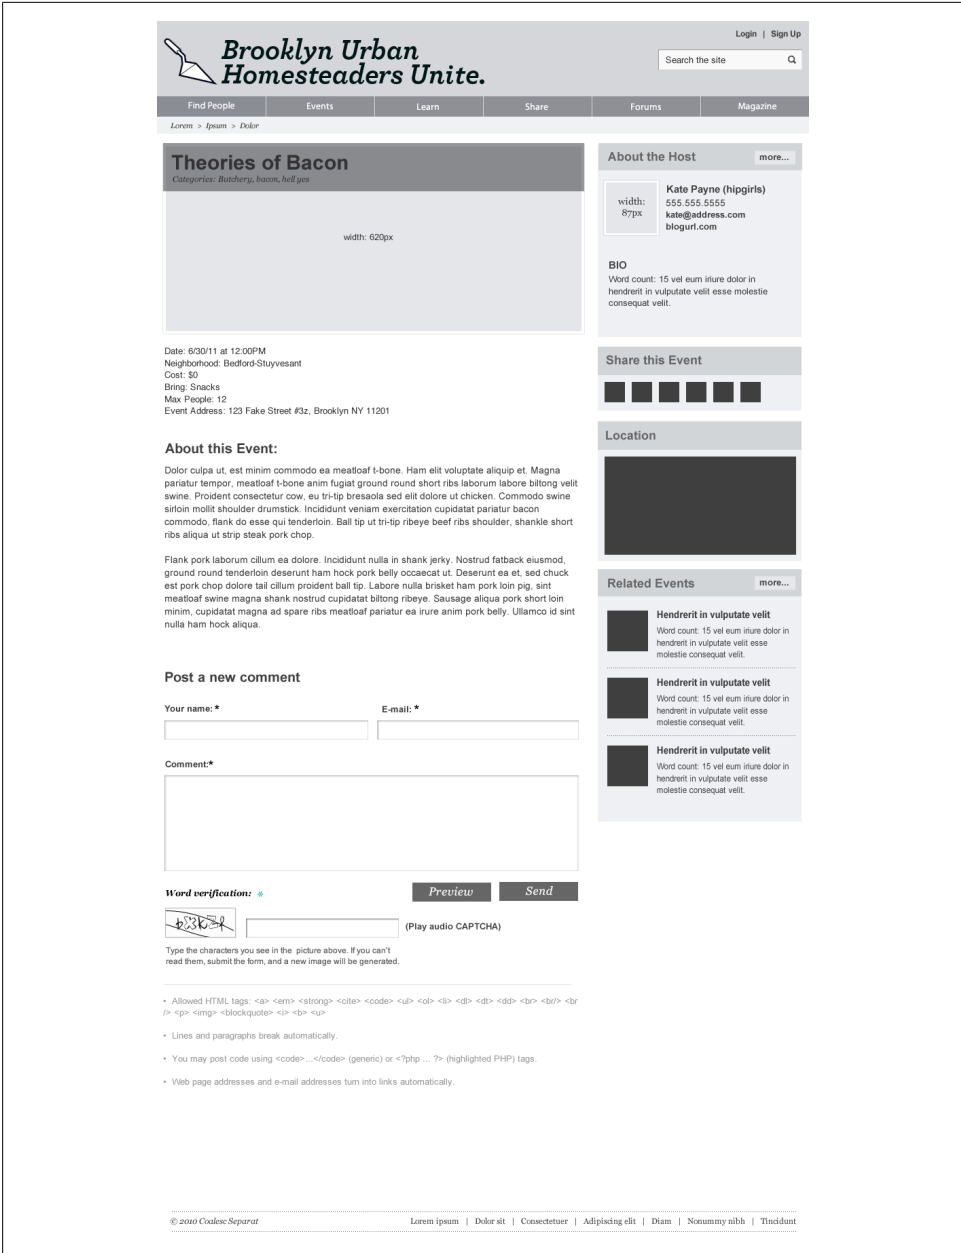 Login | Sign Up
Brooklyn Urban
Homesteaders Unite.
Search the site
Find People Events Learn Share Forums Magazine
Lorem > Ipsum > Dolor
Theories of Bacon
Categories: Butchery, bacon, hell yes
width: 620px
Date: 6/30/11 at 12:00PM
Neighborhood: Bedford-Stuyvesant
Cost: $0
Bring: Snacks
Max People: 12
Event Address: 123 Fake Street #3z, Brooklyn NY 11201
About this Event:
Dolor culpa ut, est minim commodo ea meatloaf t-bone. Ham elit voluptate aliquip et. Magna
pariatur tempor, meatloaf t-bone anim fugiat ground round short ribs laborum labore biltong velit
swine. Proident consectetur cow, eu tri-tip bresaola sed elit dolore ut chicken. Commodo swine
sirloin mollit shoulder drumstick. Incididunt veniam exercitation cupidatat pariatur bacon
commodo, flank do esse qui tenderloin. Ball tip ut tri-tip ribeye beef ribs shoulder, shankle short
ribs aliqua ut strip steak pork chop.
Flank pork laborum cillum ea dolore. Incididunt nulla in shank jerky. Nostrud fatback eiusmod,
ground round tenderloin deserunt ham hock pork belly occaecat ut. Deserunt ea et, sed chuck
est pork chop dolore tail cillum proident ball tip. Labore nulla brisket ham pork loin pig, sint
meatloaf swine magna shank nostrud cupidatat biltong ribeye. Sausage aliqua pork short loin
minim, cupidatat magna ad spare ribs meatloaf pariatur ea irure anim pork belly. Ullamco id sint
nulla ham hock aliqua.
Post a new comment
Your name: * E-mail: *
Comment:*
Word verification: *
Preview Send
(Play audio CAPTCHA)
Type the characters you see in the picture above. If you can't
read them, submit the form, and a new image will be generated.
• Allowed HTML tags: <a> <em> <strong> <cite> <code> <ul> <ol> <li> <dl> <dt> <dd> <br> <br/> <br
/> <p> <img> <blockquote> <i> <b> <u>
• Lines and paragraphs break automatically.
• You may post code using <code>...</code> (generic) or <?php ... ?> (highlighted PHP) tags.
• Web page addresses and e-mail addresses turn into links automatically.
About the Host more...
width:
87px
Kate Payne (hipgirls)
555.555.5555
kate@address.com
blogurl.com
BIO
Word count: 15 vel eum iriure dolor in
hendrerit in vulputate velit esse molestie
consequat velit.
Share this Event
Location
Related Events more...
Hendrerit in vulputate velit
Word count: 15 vel eum iriure dolor in
hendrerit in vulputate velit esse
molestie consequat velit.
Hendrerit in vulputate velit
Word count: 15 vel eum iriure dolor in
hendrerit in vulputate velit esse
molestie consequat velit.
Hendrerit in vulputate velit
Word count: 15 vel eum iriure dolor in
hendrerit in vulputate velit esse
molestie consequat velit.
© 2010 Coalesc Separat
Lorem ipsum | Dolor sit | Consectetuer | Adipiscing elit | Diam | Nonummy nibh | Tincidunt